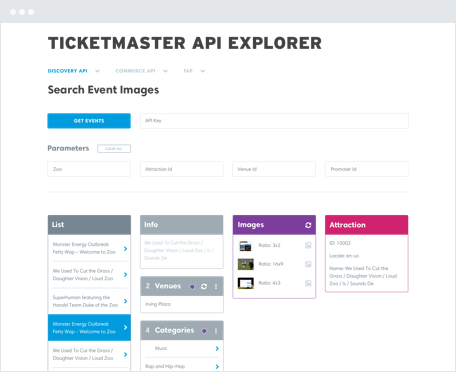 TICKETMASTER API EXPLORER
DISCOVERY API
COMMERCE API
TAP
Search Event Images
GET EVENTS
API Key
Parameters
CLEAR ALL
Zoo
Attraction Id
Venue Id
Promoter Id
List
Monster Energy Outbreak
Fetty Wap - Welcome to Zoo
We Used To Cut the Grass /
Daughter Vision / Loud Zoo
Superhuman featuring the
Harold Team Duke of the Zoo
Monster Energy Outbreak
Fetty Wap - Welcome to Zoo
We Used To Cut the Grass /
Daughter Vision / Loud Zoo
Info
We Used To Cut the Grass /
Daughter Vision / Loud Zoo / Is /
Sounds De
2 Venues
Irving Plaza
4 Categories
Music
Rap and Hip-Hop
Images
Ratio: 3x2
Ratio: 16x9
Ratio: 4x3
Attraction
ID: 10002
Locale: en-us
Name: We Used To Cut the Grass /
Daughter Vision / Loud
Zoo / Is / Sounds De